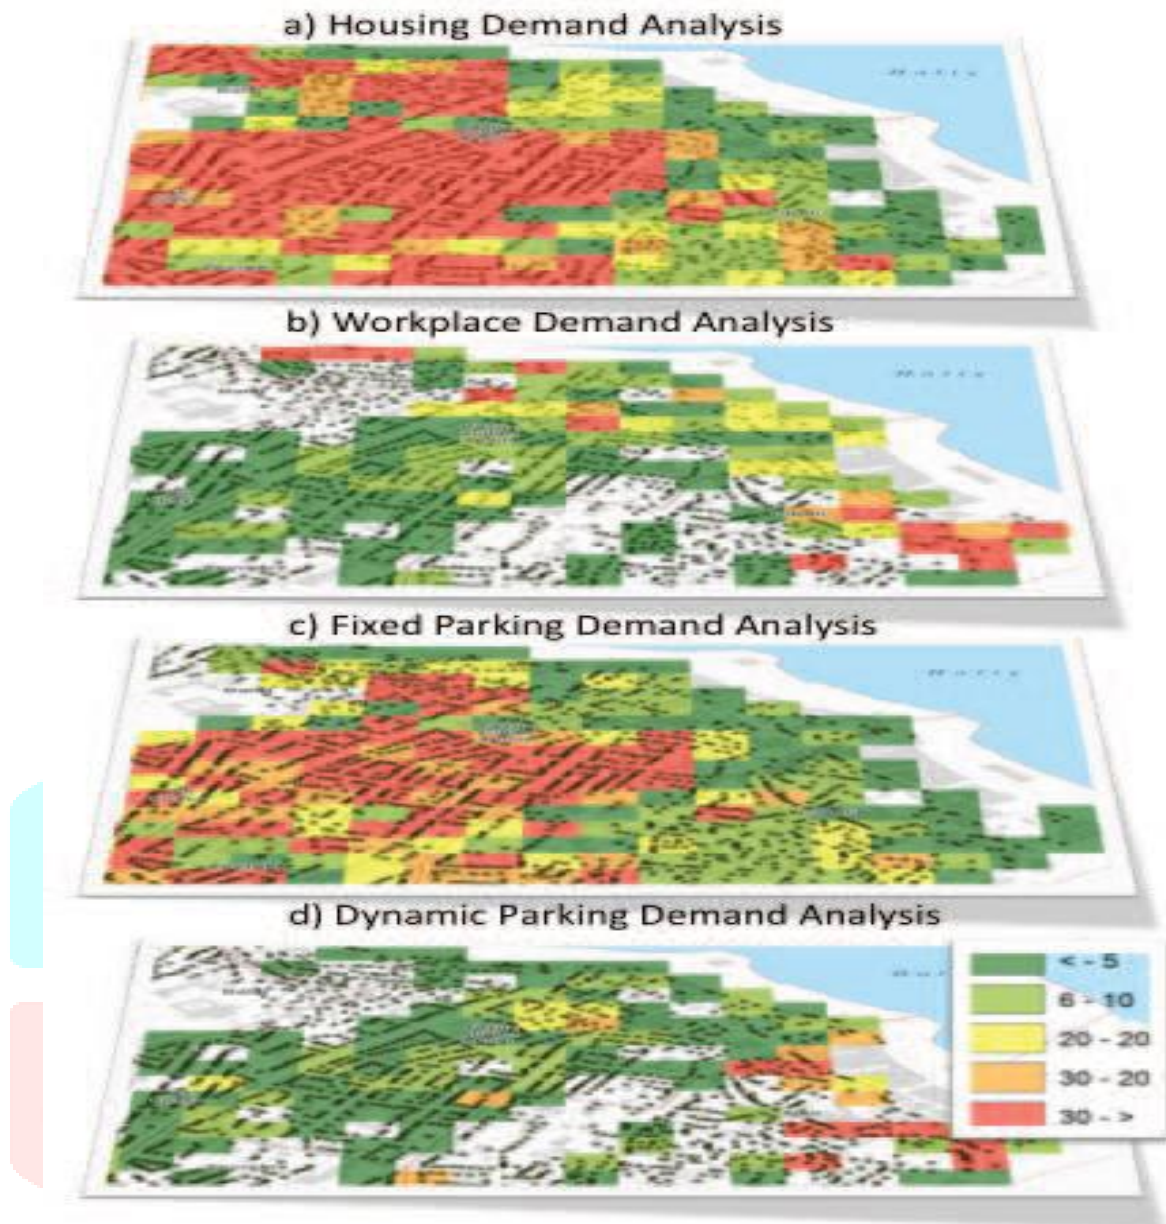 a) Housing Demand Analysis
b) Workplace Demand Analysis
c) Fixed Parking Demand Analysis
d) Dynamic Parking Demand Analysis
< - 5
6 - 10
20 - 20
30 - 20
30 - >